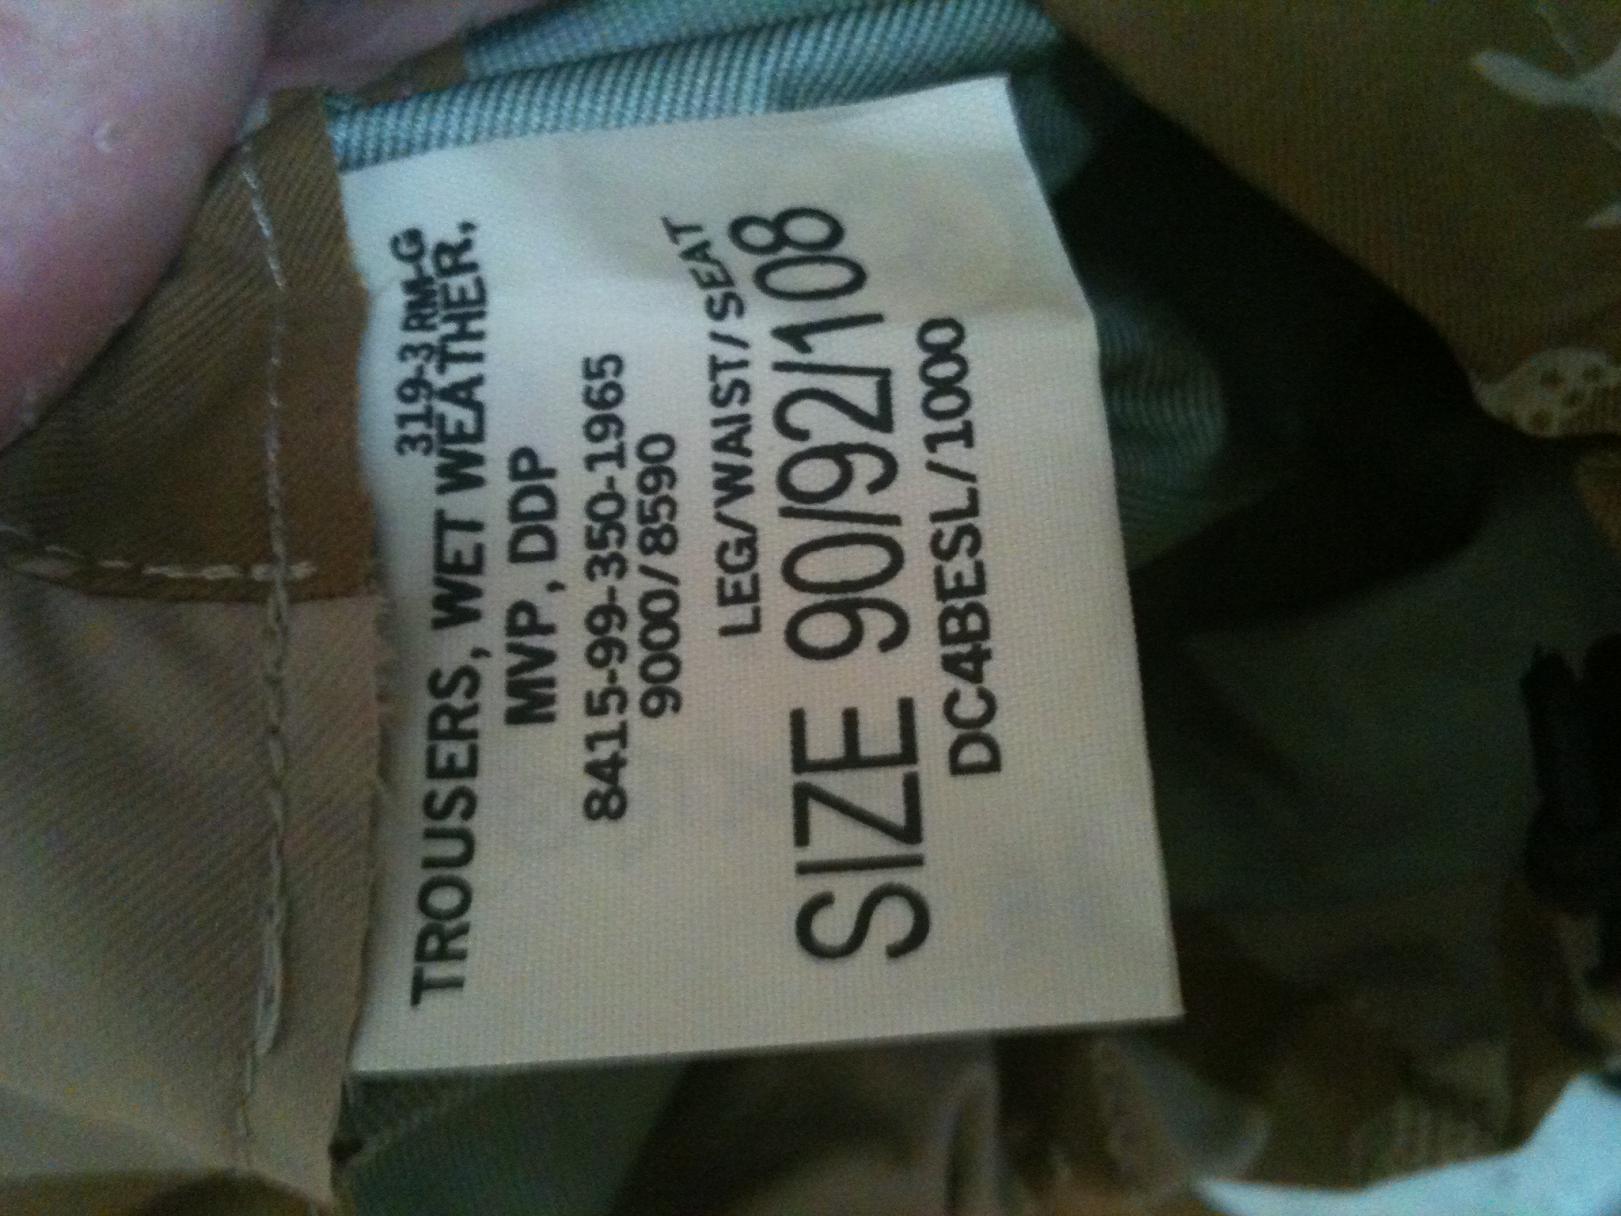 319-3 RM-G
TROUSERS, WET WEATHER,
MVP, DDP
8415-99-350-1965
9000/8590
LEG/WAIST/SEAT
SIZE 90/92/108
DC4BESL/1000